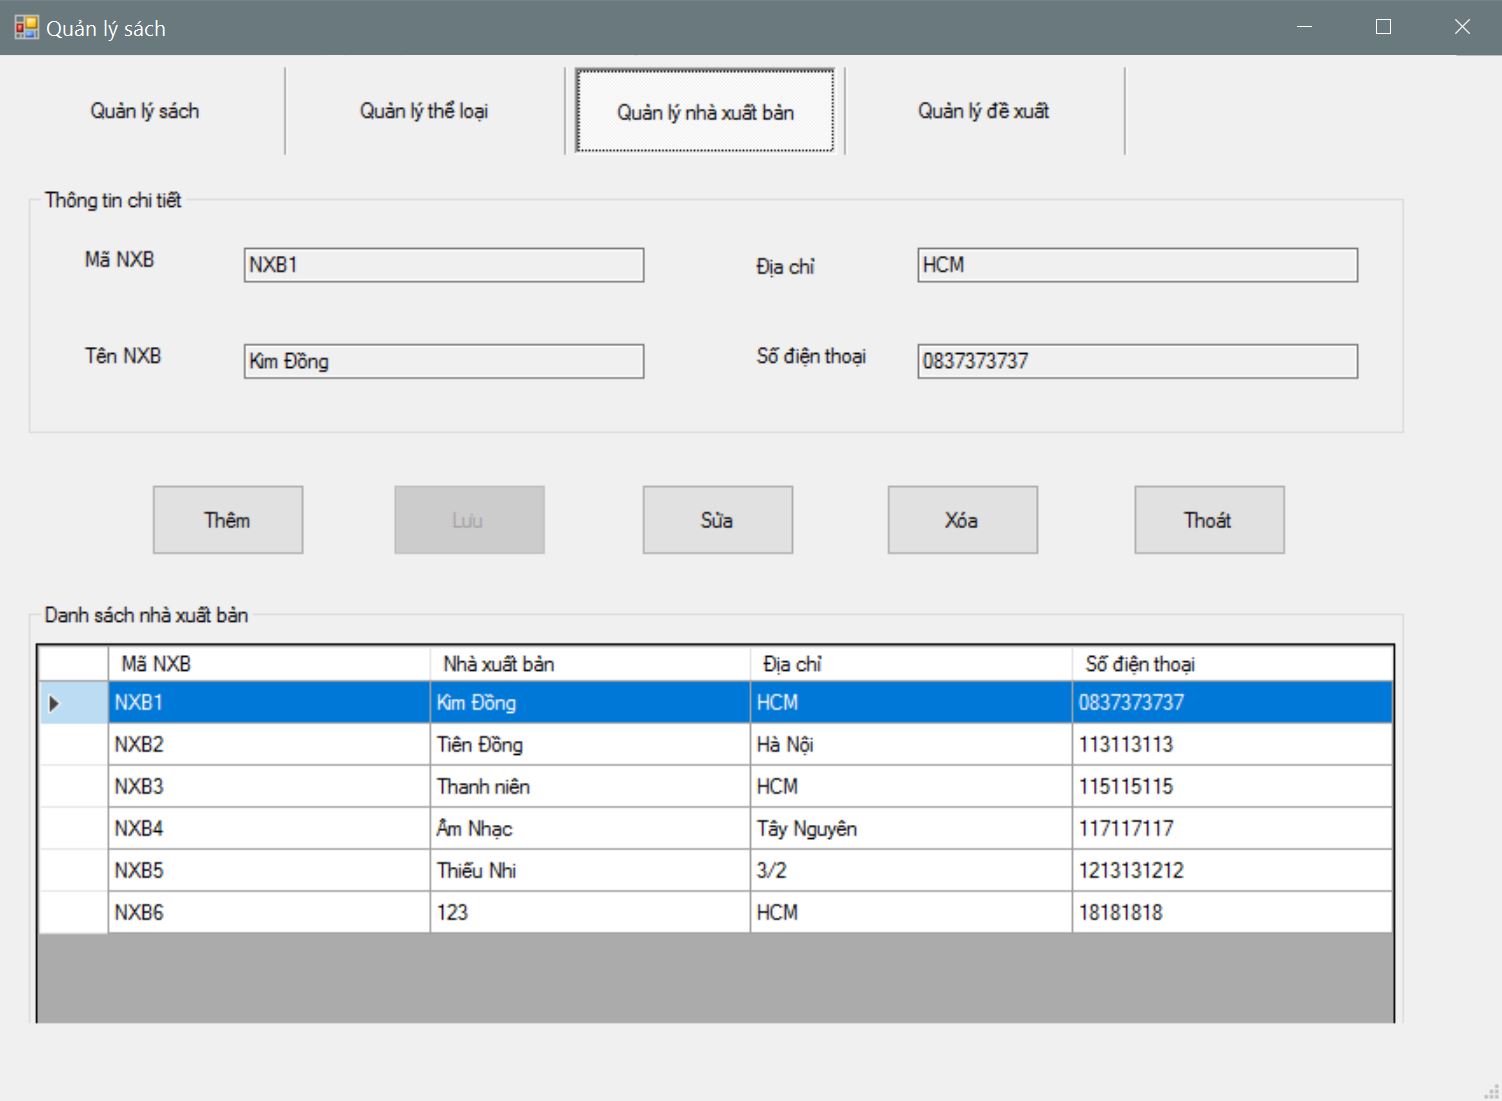 Quản lý sách
Quản lý sách Quản lý thể loại Quản lý nhà xuất bản Quản lý đề xuất
Thông tin chi tiết
Mã NXB NXB1 Địa chỉ HCM
Tên NXB Kim Đồng Số điện thoại 0837373737
Thêm Lưu Sửa Xóa Thoát
Danh sách nhà xuất bản
Mã NXB Nhà xuất bản Địa chỉ Số điện thoại
NXB1 Kim Đồng HCM 0837373737
NXB2 Tiên Đồng Hà Nội 113113113
NXB3 Thanh niên HCM 115115115
NXB4 Âm Nhạc Tây Nguyên 117117117
NXB5 Thiếu Nhi 3/2 1213131212
NXB6 123 HCM 18181818